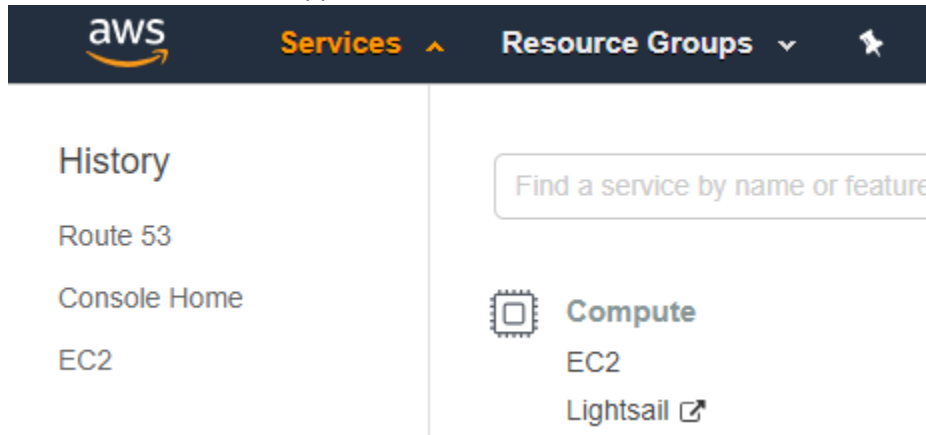 aws
Services
Resource Groups
History
Route 53
Console Home
EC2
Find a service by name or feature
Compute
EC2
Lightsail